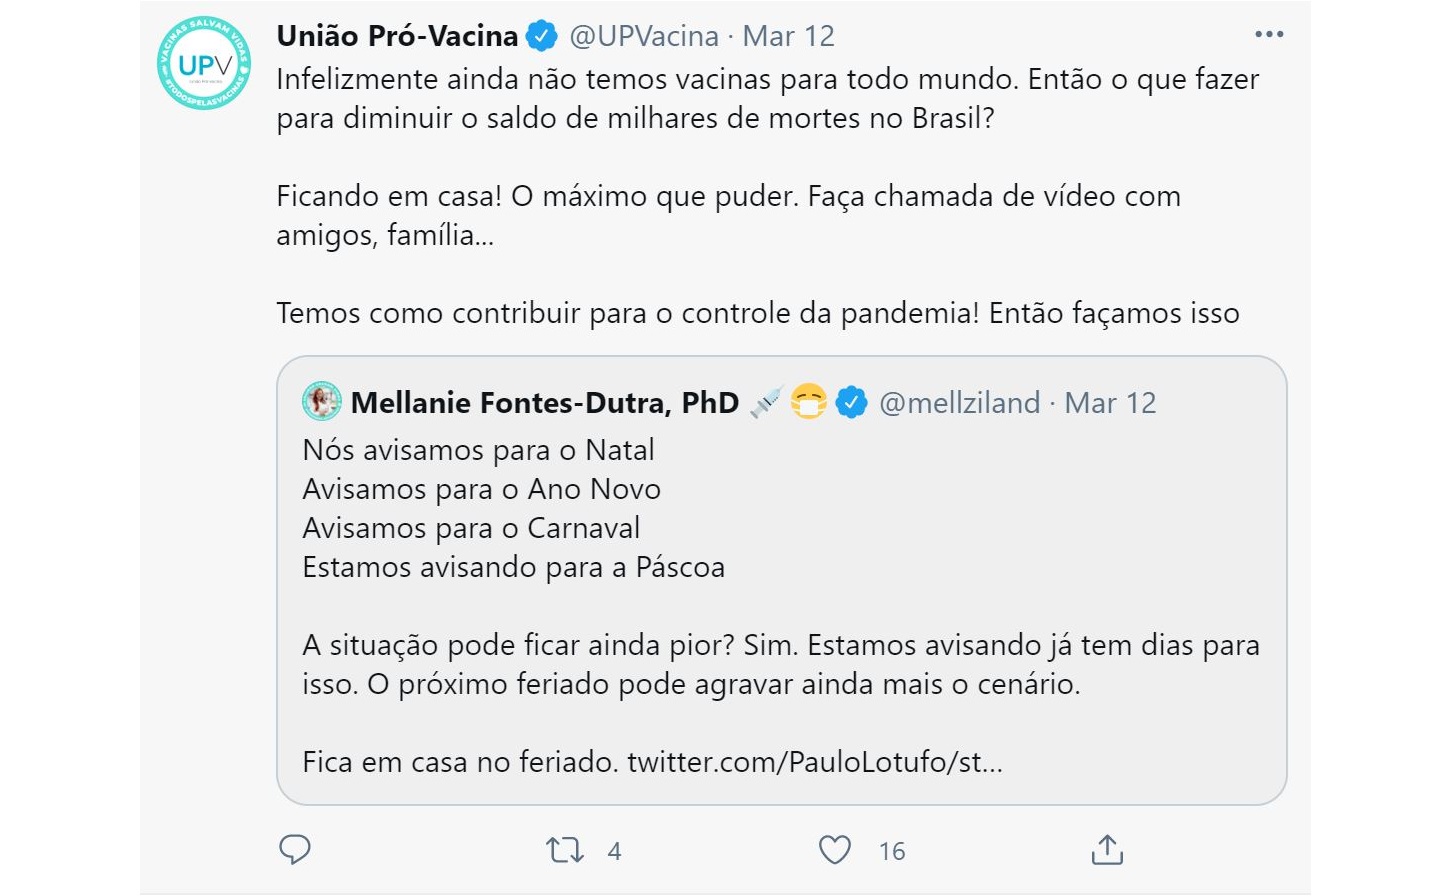 União Pró-Vacina @UPVacina · Mar 12
Infelizmente ainda não temos vacinas para todo mundo. Então o que fazer
para diminuir o saldo de milhares de mortes no Brasil?
Ficando em casa! O máximo que puder. Faça chamada de vídeo com
amigos, família...
Temos como contribuir para o controle da pandemia! Então façamos isso
Mellanie Fontes-Dutra, PhD 💉😷 @mellziland · Mar 12
Nós avisamos para o Natal
Avisamos para o Ano Novo
Avisamos para o Carnaval
Estamos avisando para a Páscoa
A situação pode ficar ainda pior? Sim. Estamos avisando já tem dias para
isso. O próximo feriado pode agravar ainda mais o cenário.
Fica em casa no feriado. twitter.com/PauloLotufo/st...
4 16
VACINAS SALVAM VIDAS
UPV
#TODOSPELASVACINAS